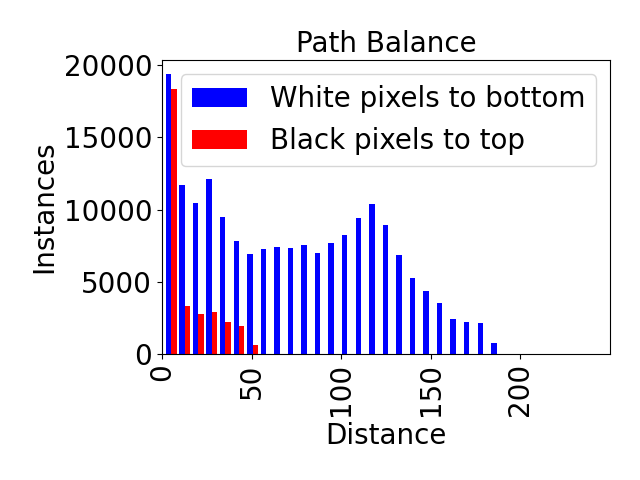 Path Balance
20000
15000
10000
5000
0
Instances
White pixels to bottom
Black pixels to top
0
50
100
150
200
Distance